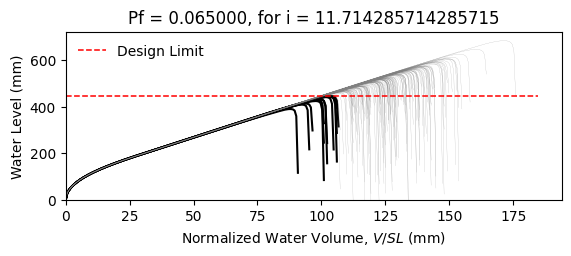 Pf = 0.065000, for i = 11.714285714285715
Design Limit
Water Level (mm)
600
400
200
0
0 25 50 75 100 125 150 175
Normalized Water Volume, V/SL (mm)